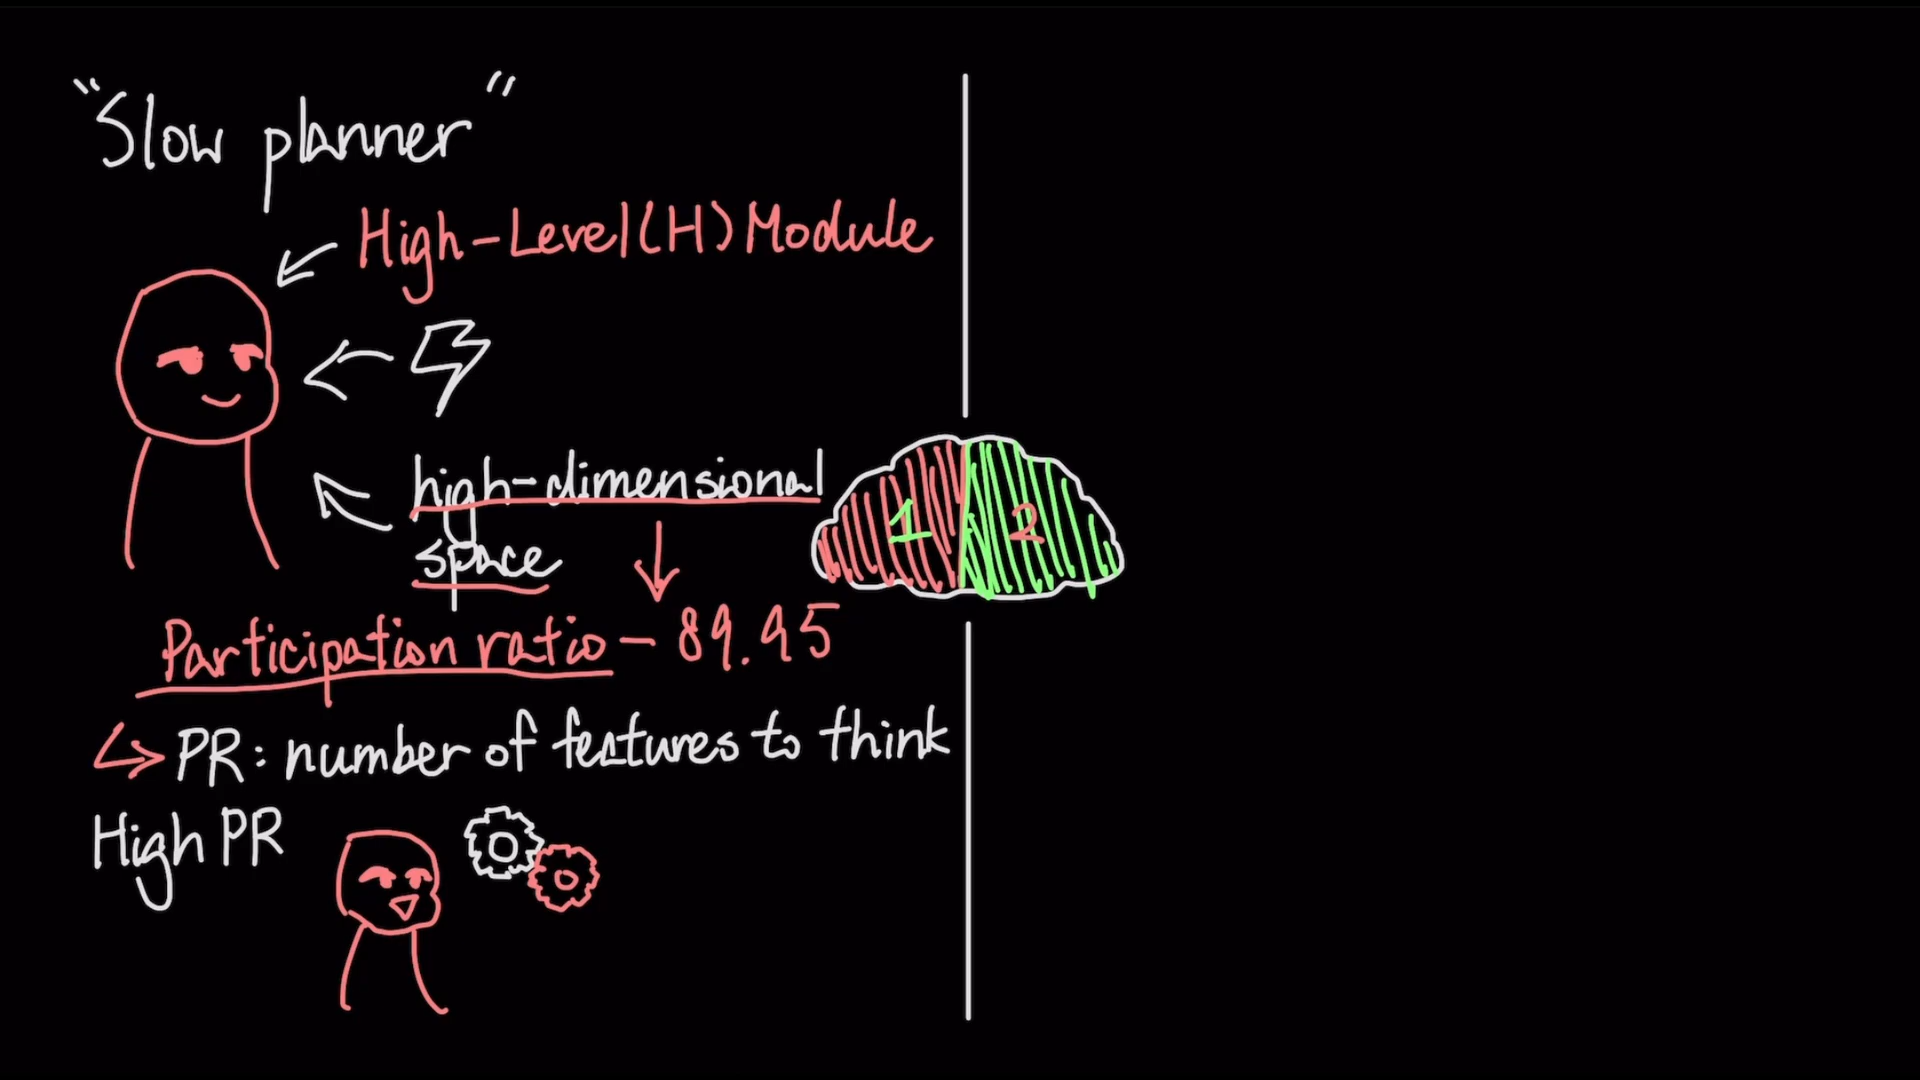 "Slow planner"
High-Level(H) Module
high-dimensional
space
1 2
Participation ratio - 89.95
PR: number of features to think
High PR